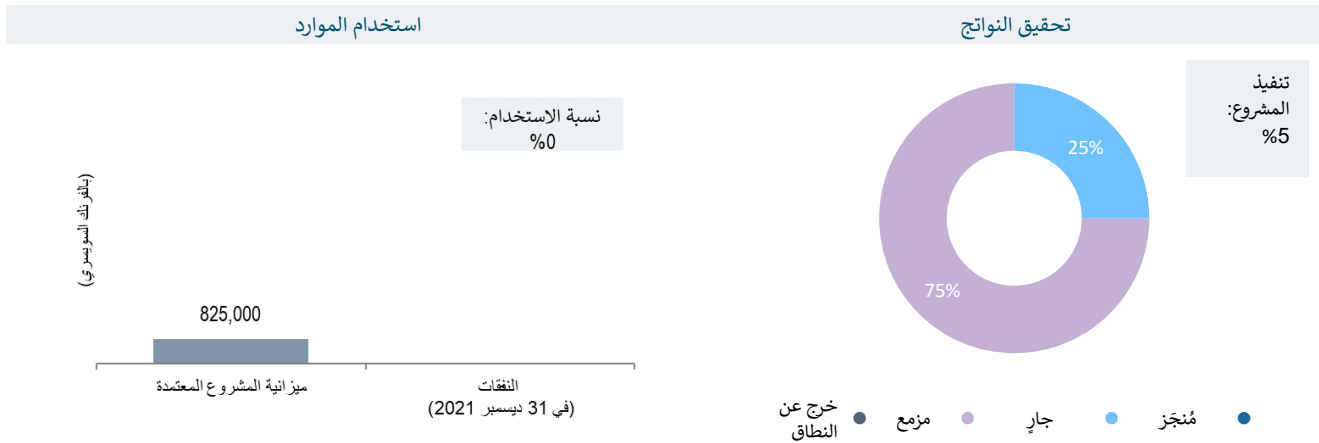 تحقيق النواتج
استخدام الموارد
تنفيذ
المشروع:
%5
25%
75%
مُنجَز
جارٍ
مزمع
خرج عن
النطاق
نسبة الاستخدام:
%0
(بالفرنك السويسري)
825,000
ميزانية المشروع المعتمدة
النفقات
(في 31 ديسمبر 2021)